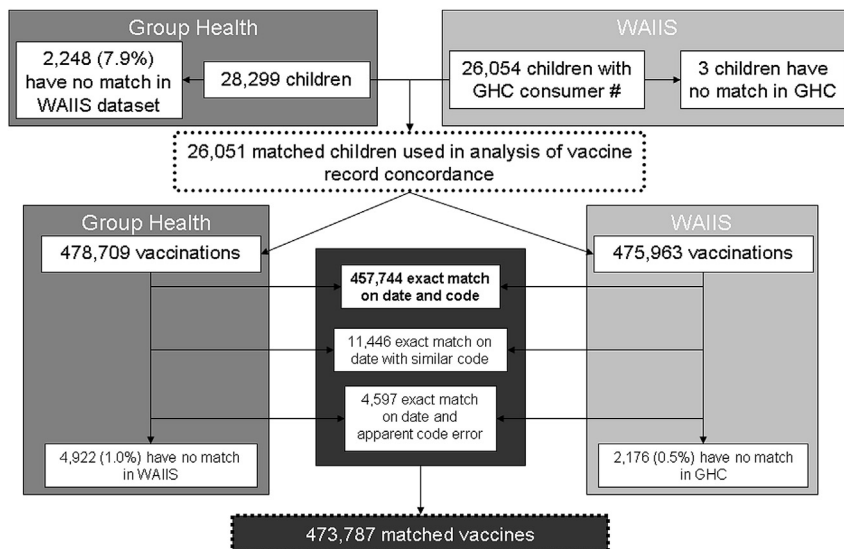 Group Health
WAIIS
2,248 (7.9%)
have no match in
WAIIS dataset
28,299 children
26,054 children with
GHC consumer #
3 children have
no match in GHC
26,051 matched children used in analysis of vaccine
record concordance
Group Health
WAIIS
478,709 vaccinations
475,963 vaccinations
457,744 exact match
on date and code
11,446 exact match on
date with similar code
4,597 exact match
on date and
apparent code error
4,922 (1.0%) have no match
in WAIIS
2,176 (0.5%) have no match
in GHC
473,787 matched vaccines